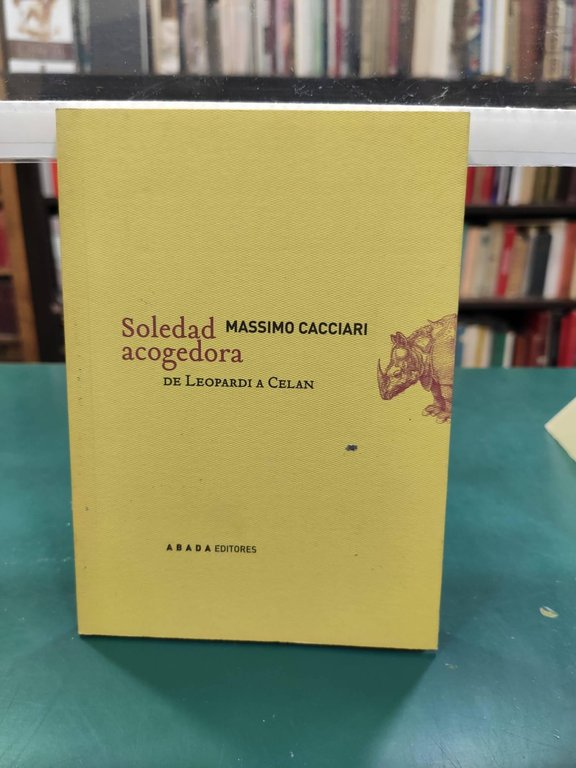 Soledad MASSIMO CACCIARI
acogedora
DE LEOPARDI A CELAN
ABADA EDITORES